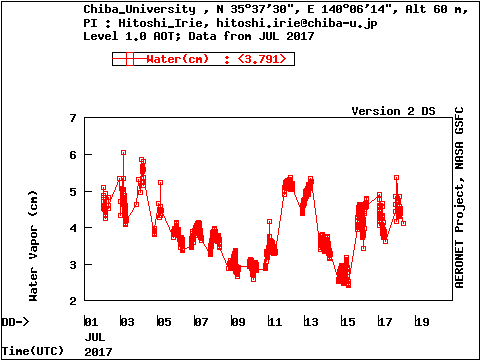 Chiba_University , N 35°37'30", E 140°06'14", Alt 60 m,
PI : Hitoshi_Irie, hitoshi.irie@chiba-u.jp
Level 1.0 AOT; Data from JUL 2017
Water(cm) : <3.791>
Version 2 DS
7
6
5
4
3
2
Water Vapor (cm)
AERONET Project, NASA GSFC
DD-> 01 03 05 07 09 11 13 15 17 19
JUL
Time(UTC) 2017